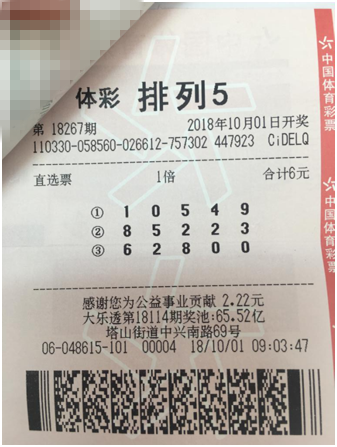 体彩 排列5
第 18267期 2018年10月01日开奖
110330-058560-026612-757302 447923 CiDELQ
直选票 1倍 合计6元
① 1 0 5 4 9
② 8 5 2 2 3
③ 6 2 8 0 0
感谢您为公益事业贡献 2.22元
大乐透第18114期奖池:65.52亿
塔山街道中兴南路69号
06-048615-101 00004 18/10/01 09:03:47
中国体育彩票
中国体育彩票